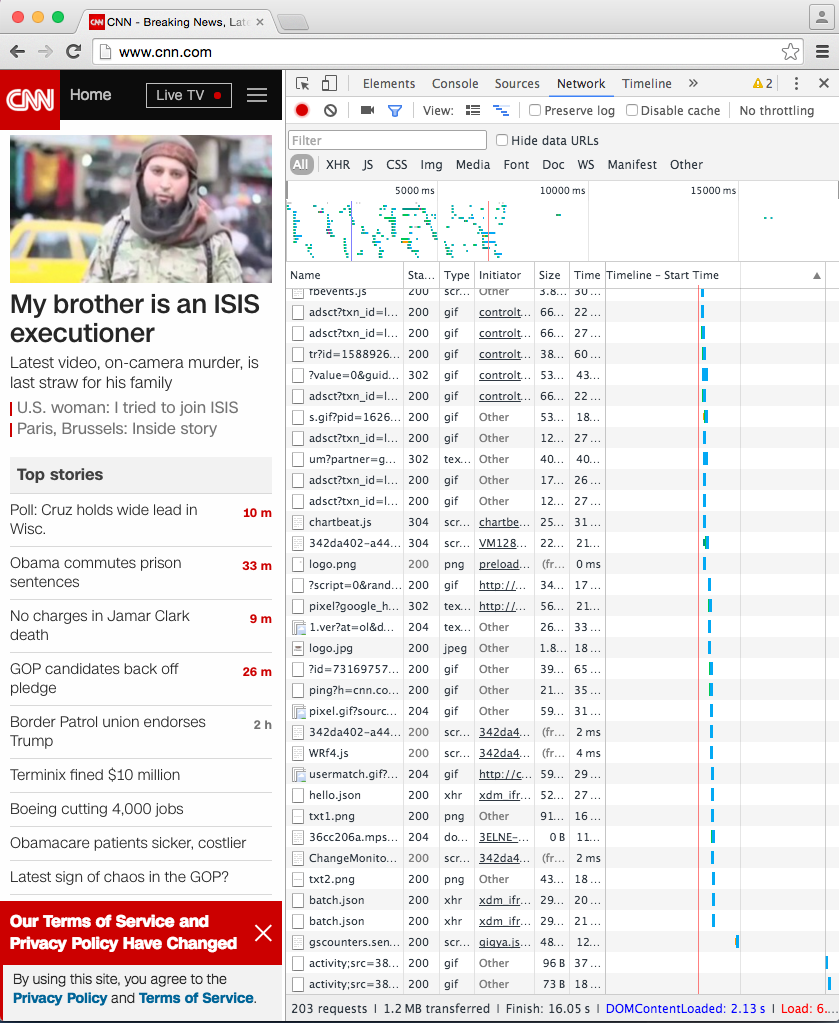 CNN - Breaking News, Late
www.cnn.com
CNN
Home
Live TV
My brother is an ISIS
executioner
Latest video, on-camera murder, is
last straw for his family
U.S. woman: I tried to join ISIS
Paris, Brussels: Inside story
Top stories
Poll: Cruz holds wide lead in
Wisc.
10 m
Obama commutes prison
sentences
33 m
No charges in Jamar Clark
death
9 m
GOP candidates back off
pledge
26 m
Border Patrol union endorses
Trump
2 h
Terminix fined $10 million
Boeing cutting 4,000 jobs
Obamacare patients sicker, costlier
Latest sign of chaos in the GOP?
Our Terms of Service and
Privacy Policy Have Changed
By using this site, you agree to the
Privacy Policy and Terms of Service.
Elements Console Sources Network Timeline » 2
View: Preserve log Disable cache No throttling
Filter Hide data URLs
All XHR JS CSS Img Media Font Doc WS Manifest Other
5000 ms 10000 ms 15000 ms
Name Sta... Type Initiator Size Time Timeline – Start Time
fbevents.js 200 scr... Other 3.8... 30 ...
adsct?txn_id=l... 200 gif controlt... 66... 22 ...
adsct?txn_id=l... 200 gif controlt... 66... 27 ...
tr?id=1588926... 200 gif controlt... 38... 60 ...
?value=0&guid... 302 gif controlt... 53... 43...
adsct?txn_id=l... 200 gif controlt... 66... 22 ...
s.gif?pid=1626... 200 gif Other 53... 18...
adsct?txn_id=l... 200 gif Other 12... 27 ...
um?partner=g... 302 tex... Other 40... 40...
adsct?txn_id=l... 200 gif Other 17... 26 ...
adsct?txn_id=l... 200 gif Other 12... 27 ...
chartbeat.js 304 scr... chartbe... 25... 31 ...
342da402-a44... 304 scr... VM128... 22... 21...
logo.png 200 png preload... (fr... 0 ms
?script=0&rand... 200 gif http://... 34... 17 ...
pixel?google_h... 302 tex... http://... 56... 21...
1.ver?at=ol&d... 204 tex... Other 26... 33 ...
logo.jpg 200 jpeg Other 1.8... 18 ...
?id=73169757... 200 gif Other 39... 65 ...
ping?h=cnn.co... 200 gif Other 21... 35 ...
pixel.gif?sourc... 204 gif Other 59... 31 ...
342da402-a44... 200 scr... 342da4... (fr... 2 ms
WRf4.js 200 scr... 342da4... (fr... 4 ms
usermatch.gif?... 204 gif http://c... 59... 29 ...
hello.json 200 xhr xdm_ifr... 52... 27 ...
txt1.png 200 png Other 91... 16 ...
36cc206a.mps... 204 do... 3ELNE-... 0 B 11...
ChangeMonito... 200 scr... 342da4... (fr... 2 ms
txt2.png 200 png Other 43... 18 ...
batch.json 200 xhr xdm_ifr... 29... 20 ...
batch.json 200 xhr xdm_ifr... 29... 21 ...
gscounters.sen... 200 scr... gigya.js... 48... 12...
activity;src=38... 200 gif Other 96 B 37 ...
activity;src=38... 200 gif Other 73 B 18 ...
203 requests | 1.2 MB transferred | Finish: 16.05 s | DOMContentLoaded: 2.13 s | Load: 6....